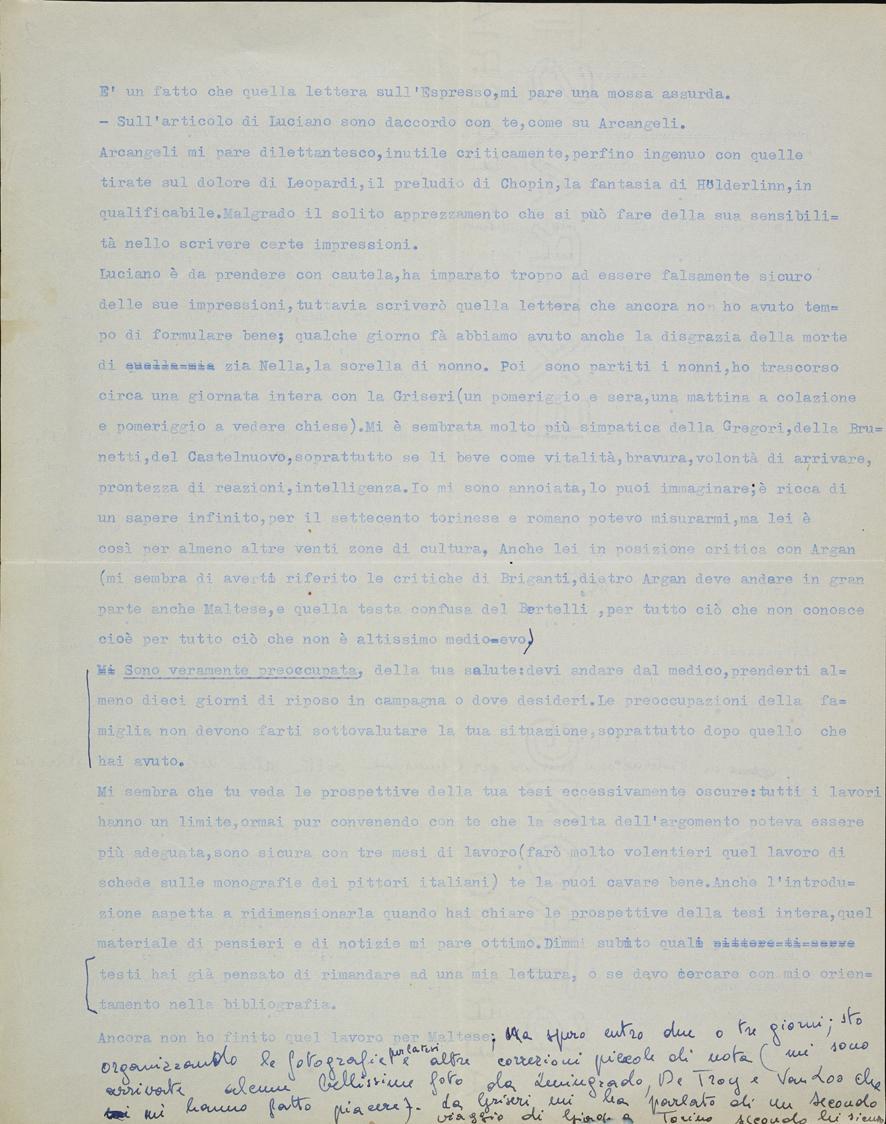 E' un fatto che quella lettera sull'Espresso,mi pare una mossa assurda.
- Sull'articolo di Luciano sono daccordo con te,come su Arcangeli.
Arcangeli mi pare dilettantesco,inutile criticamente,perfino ingenuo con quelle
tirate sul dolore di Leopardi,il preludio di Chopin,la fantasia di Hülderlinn,in
qualificabile.Malgrado il solito apprezzamento che si può fare della sua sensibili=
tà nello scrivere certe impressioni.
Luciano è da prendere con cautela,ha imparato troppo ad essere falsamente sicuro
delle sue impressioni,tuttavia scriverò quella lettera che ancora non ho avuto tem=
po di formulare bene; qualche giorno fà abbiamo avuto anche la disgrazia della morte
di quella mia zia Nella,la sorella di nonno. Poi sono partiti i nonni,ho trascorso
circa una giornata intera con la Griseri(un pomeriggio e sera,una mattina a colazione
e pomeriggio a vedere chiese).Mi è sembrata molto più simpatica della Gregori,della Bru=
netti,del Castelnuovo,soprattutto se li beve come vitalità,bravura,volontà di arrivare,
prontezza di reazioni,intelligenza.Io mi sono annoiata,lo puoi immaginare;è ricca di
un sapere infinito,per il settecento torinese e romano potevo misurarmi,ma lei è
così per almeno altre venti zone di cultura, Anche lei in posizione critica con Argan
(mi sembra di averti riferito le critiche di Briganti,dietro Argan deve andare in gran
parte anche Maltese,e quella testa confusa del Bertelli ,per tutto ciò che non conosce
cioè per tutto ciò che non è altissimo medio=evo)
Mi Sono veramente preoccupata, della tua salute:devi andare dal medico,prenderti al=
meno dieci giorni di riposo in campagna o dove desideri.Le preoccupazioni della fa=
miglia non devono farti sottovalutare la tua situazione,soprattutto dopo quello che
hai avuto.
Mi sembra che tu veda le prospettive della tua tesi eccessivamente oscure:tutti i lavori
hanno un limite,ormai pur convenendo con te che la scelta dell'argomento poteva essere
più adeguata,sono sicura con tre mesi di lavoro(farò molto volentieri quel lavoro di
schede sulle monografie dei pittori italiani) te la puoi cavare bene.Anche l'introdu=
zione aspetta a ridimensionarla quando hai chiare le prospettive della tesi intera,quel
materiale di pensieri e di notizie mi pare ottimo.Dimmi subito quali
testi hai già pensato di rimandare ad una mia lettura, o se devo cercare con mio orien=
tamento nella bibliografia.
Ancora non ho finito quel lavoro per Maltese; Ma spero entro due o tre giorni; sto
organizzando le fotografie e altre correzioni piccole di nota (mi sono
arrivate alcune bellissime foto da Leningrado, De Troy e Van Loo che
mi hanno fatto piacere). La Griseri mi ha parlato di un secondo
viaggio di a Torino secondo lei